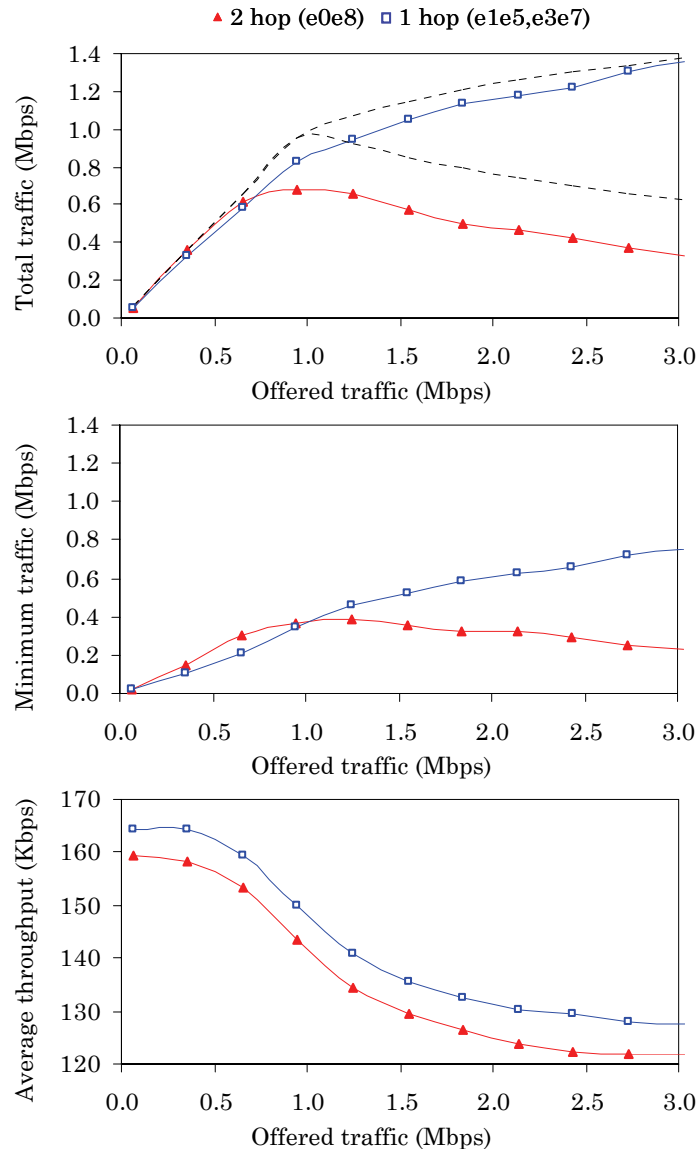 2 hop (e0e8) 1 hop (e1e5,e3e7)
Total traffic (Mbps)
1.4
1.2
1.0
0.8
0.6
0.4
0.2
0.0
0.0 0.5 1.0 1.5 2.0 2.5 3.0
Offered traffic (Mbps)
Minimum traffic (Mbps)
1.4
1.2
1.0
0.8
0.6
0.4
0.2
0.0
0.0 0.5 1.0 1.5 2.0 2.5 3.0
Offered traffic (Mbps)
Average throughput (Kbps)
170
160
150
140
130
120
0.0 0.5 1.0 1.5 2.0 2.5 3.0
Offered traffic (Mbps)